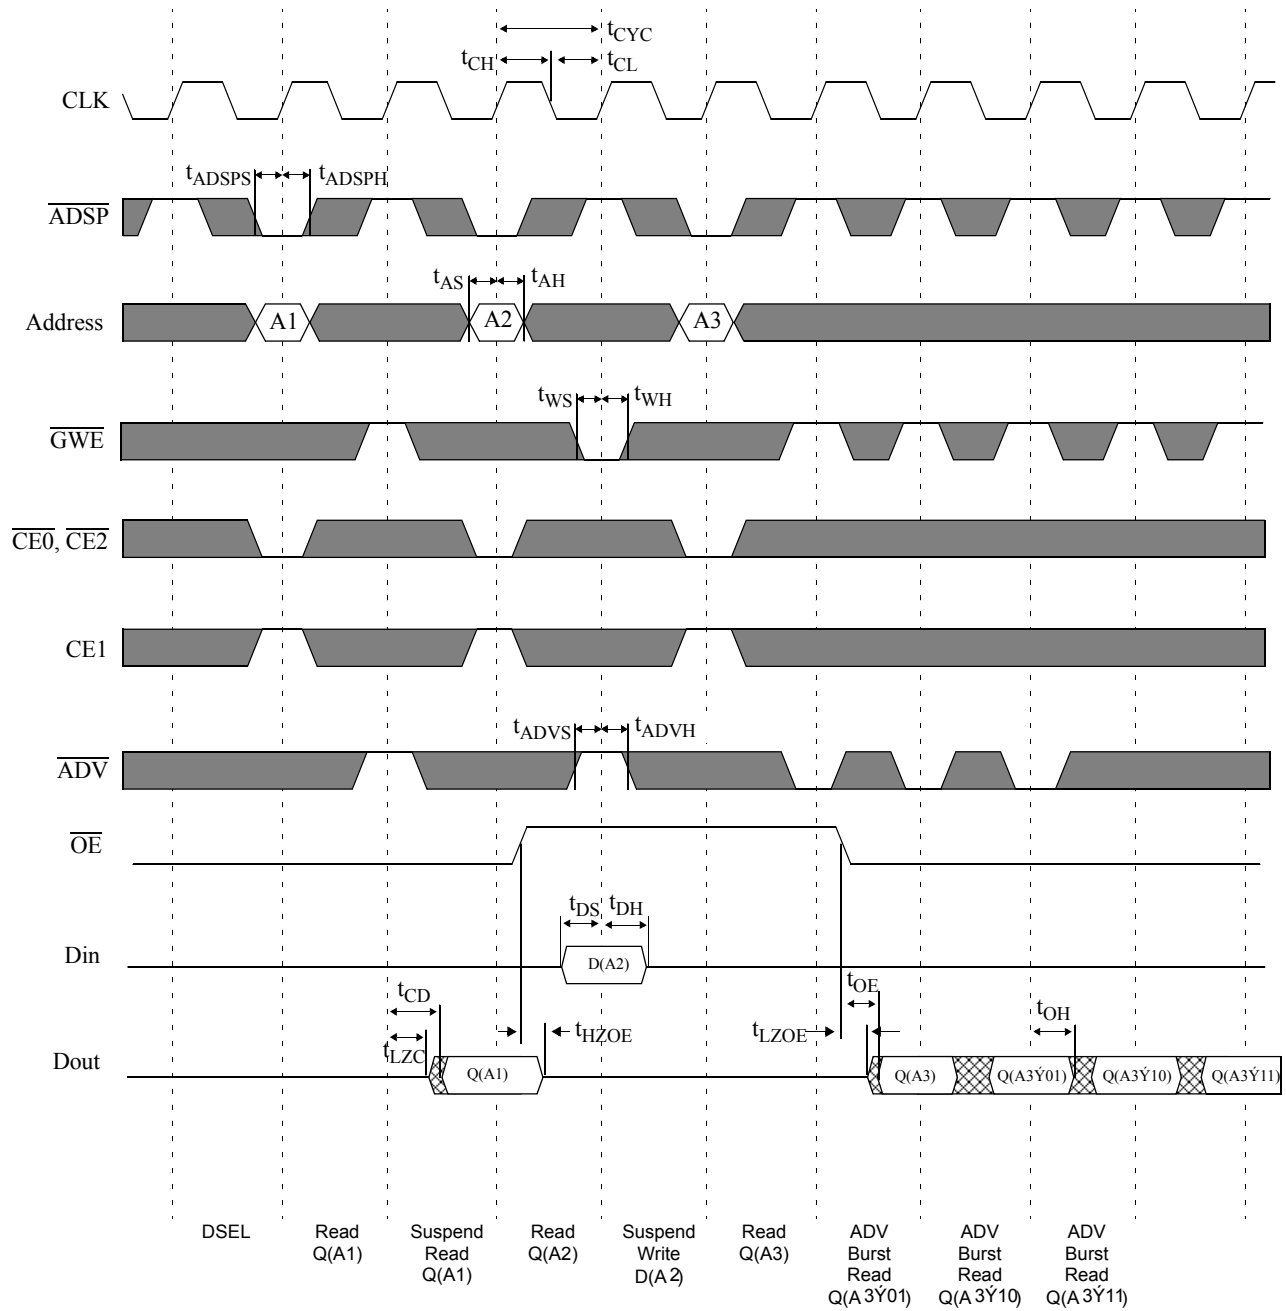 tCYC
tCH
tCL
CLK
tADSPS
tADSPH
ADSP
tAS
tAH
Address
A1
A2
A3
tWS
tWH
GWE
CE0, CE2
CE1
tADVS
tADVH
ADV
OE
tDS
tDH
Din
D(A2)
tCD
tOE
tOH
tLZC
tHZOE
tLZOE
Dout
Q(A1)
Q(A3)
Q(A3Ý01)
Q(A3Ý10)
Q(A3Ý11)
DSEL
Read
Q(A1)
Suspend
Read
Q(A1)
Read
Q(A2)
Suspend
Write
D(A2)
Read
Q(A3)
ADV
Burst
Read
Q(A3Ý01)
ADV
Burst
Read
Q(A3Ý10)
ADV
Burst
Read
Q(A3Ý11)